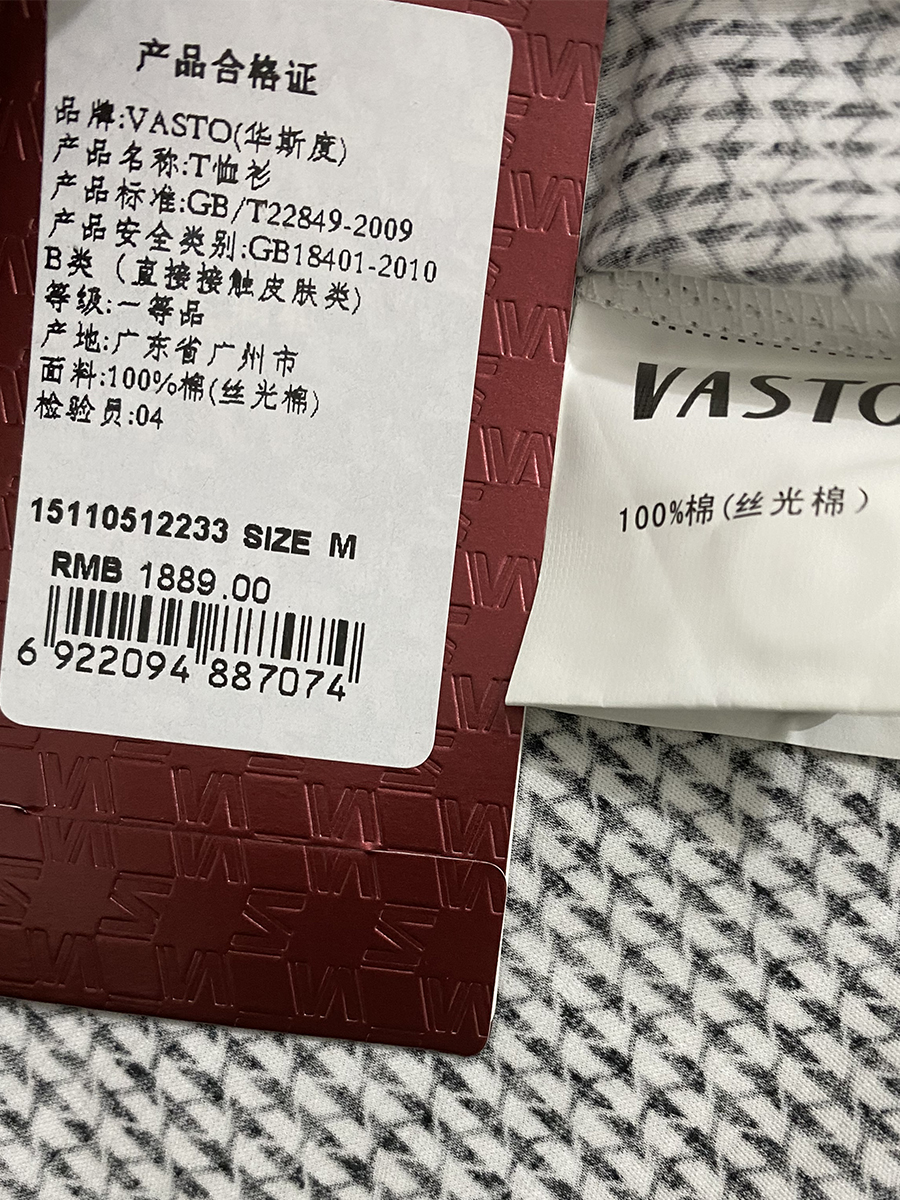 产品合格证
品牌:VASTO(华斯度)
产品名称:T恤衫
产品标准:GB/T22849-2009
产品安全类别:GB18401-2010
B类（直接接触皮肤类)
等级:一等品
产地:广东省广州市
面料:100%棉(丝光棉)
检验员:04
15110512233 SIZE M
RMB 1889.00
6 922094 887074
VASTO
100%棉(丝光棉）